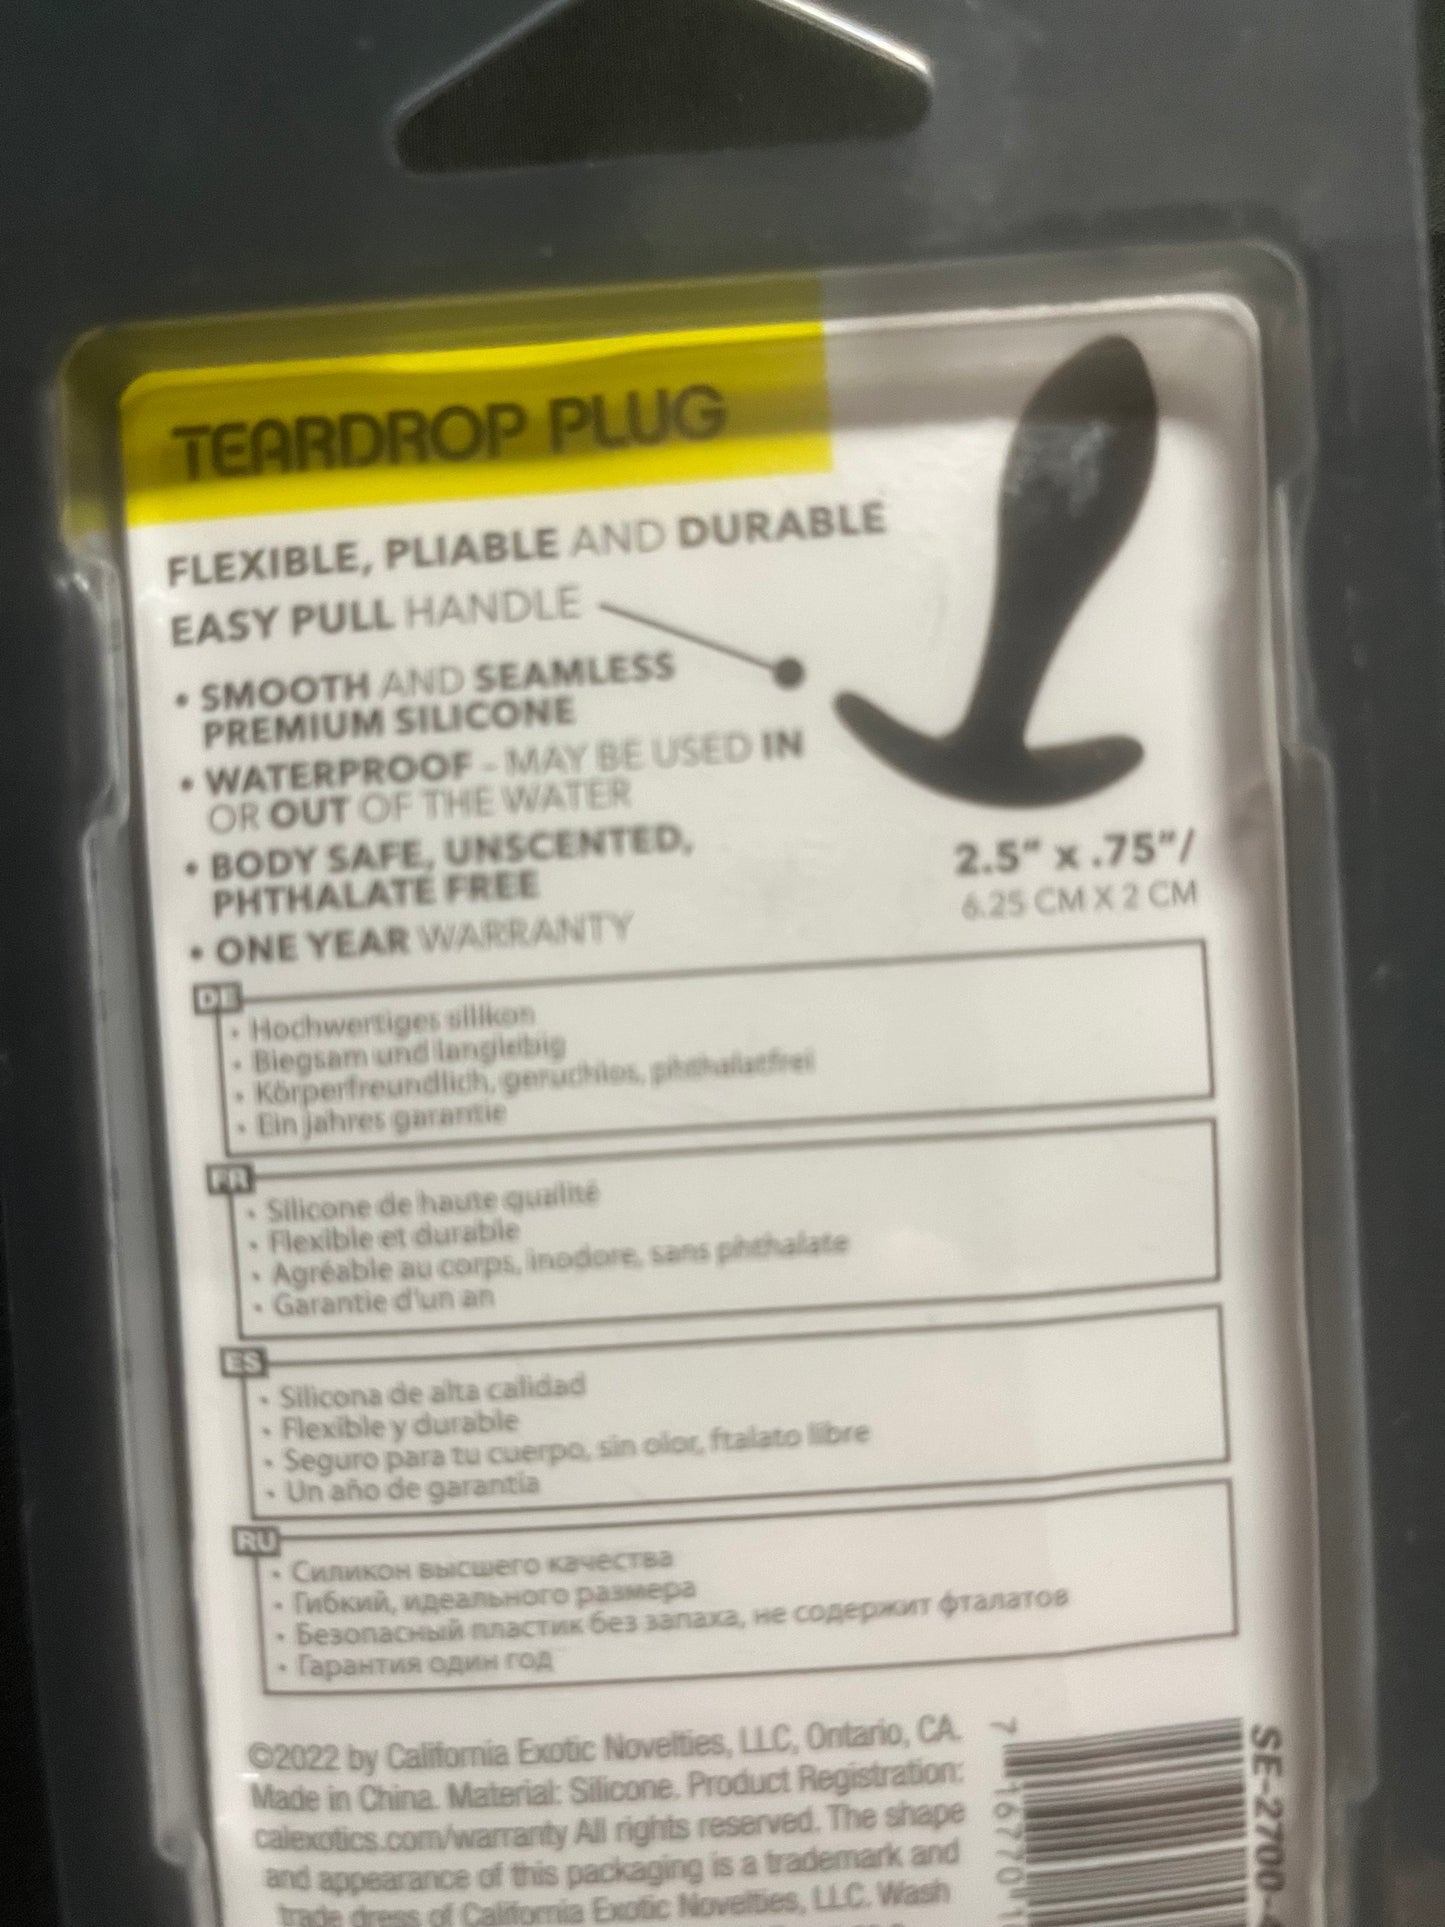 TEARDROP PLUG
FLEXIBLE, PLIABLE AND DURABLE
EASY PULL HANDLE
• SMOOTH AND SEAMLESS
PREMIUM SILICONE
• WATERPROOF - MAY BE USED IN
OR OUT OF THE WATER
• BODY SAFE, UNSCENTED,
PHTHALATE FREE
• ONE YEAR WARRANTY
2.5" x .75"/
6.25 CM X 2 CM
DE
• Hochwertiges silikon
• Biegsam und langlebig
• Körperfreundlich, geruchlos, phthalatfrei
• Ein jahres garantie
FR
• Silicone de haute qualité
• Flexible et durable
• Agréable au corps, inodore, sans phthalate
• Garantie d'un an
ES
• Silicona de alta calidad
• Flexible y durable
• Seguro para tu cuerpo, sin olor, ftalato libre
• Un año de garantía
RU
• Силикон высшего качества
• Гибкий, идеального размера
• Безопасный пластик без запаха, не содержит фталатов
• Гарантия один год
©2022 by California Exotic Novelties, LLC, Ontario, CA.
Made in China. Material: Silicone. Product Registration:
calexotics.com/warranty All rights reserved. The shape
and appearance of this packaging is a trademark and
trade dress of California Exotic Novelties, LLC. Wash
7 16770 1
SE-2700-